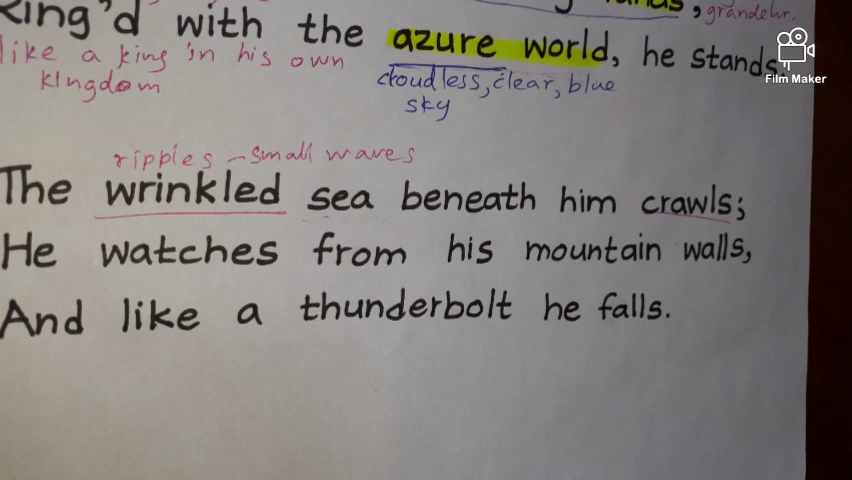 , grandehr.
King'd with the azure world, he stands
like a king in his own
kingdom
cloudless, clear, blue
sky
Film Maker
ripples - small waves
The wrinkled sea beneath him crawls;
He watches from his mountain walls,
And like a thunderbolt he falls.